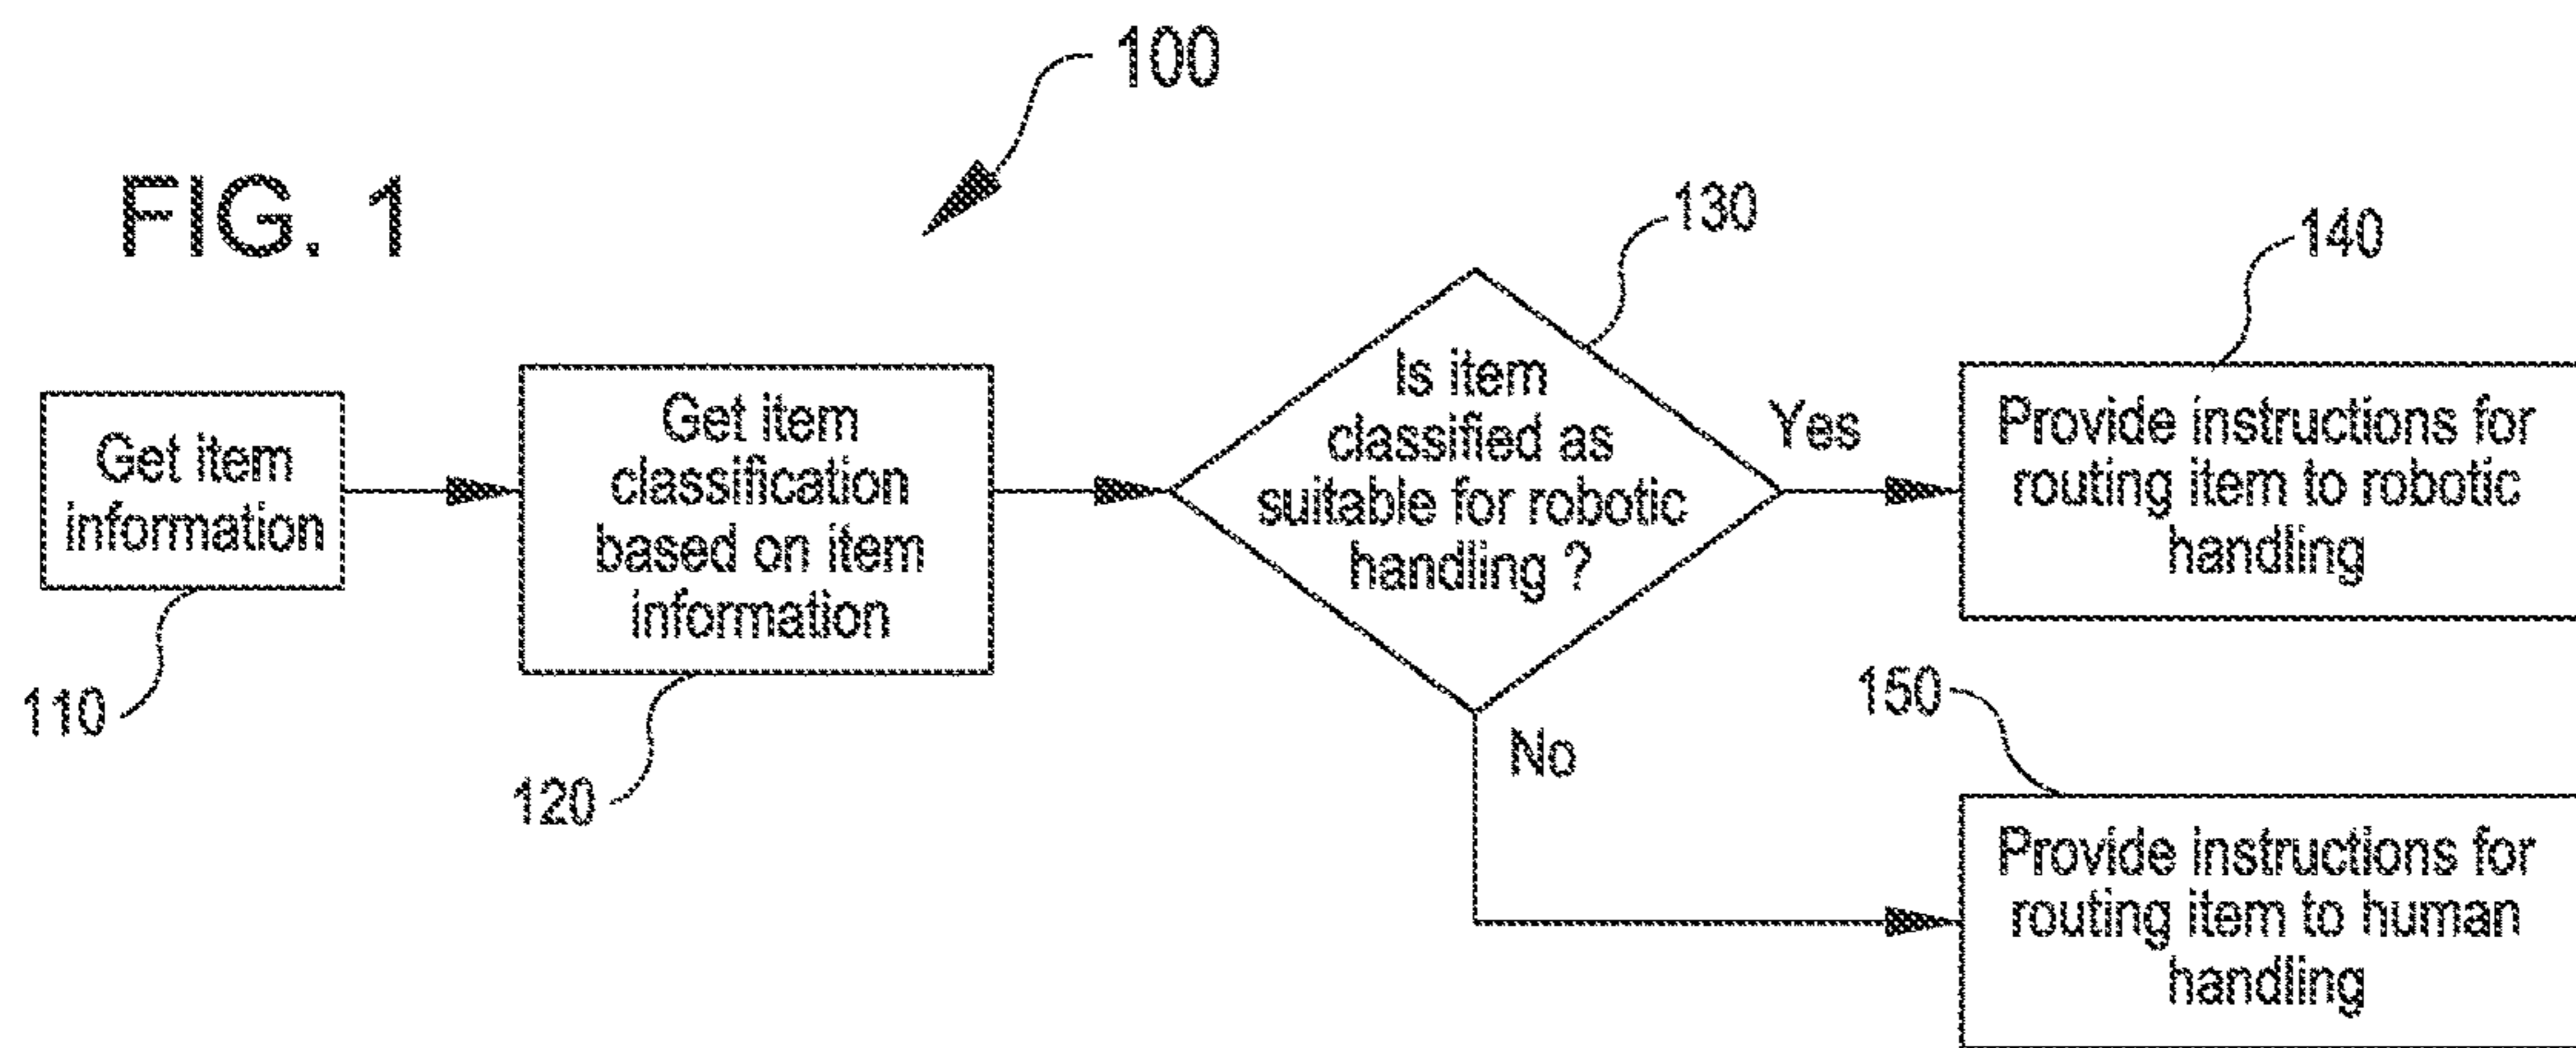 100
FIG. 1
130
140
Get item
information
110
Get item
classification
based on item
information
120
Is item
classified as
suitable for robotic
handling ?
Yes
No
Provide instructions for
routing item to robotic
handling
150
Provide instructions for
routing item to human
handling